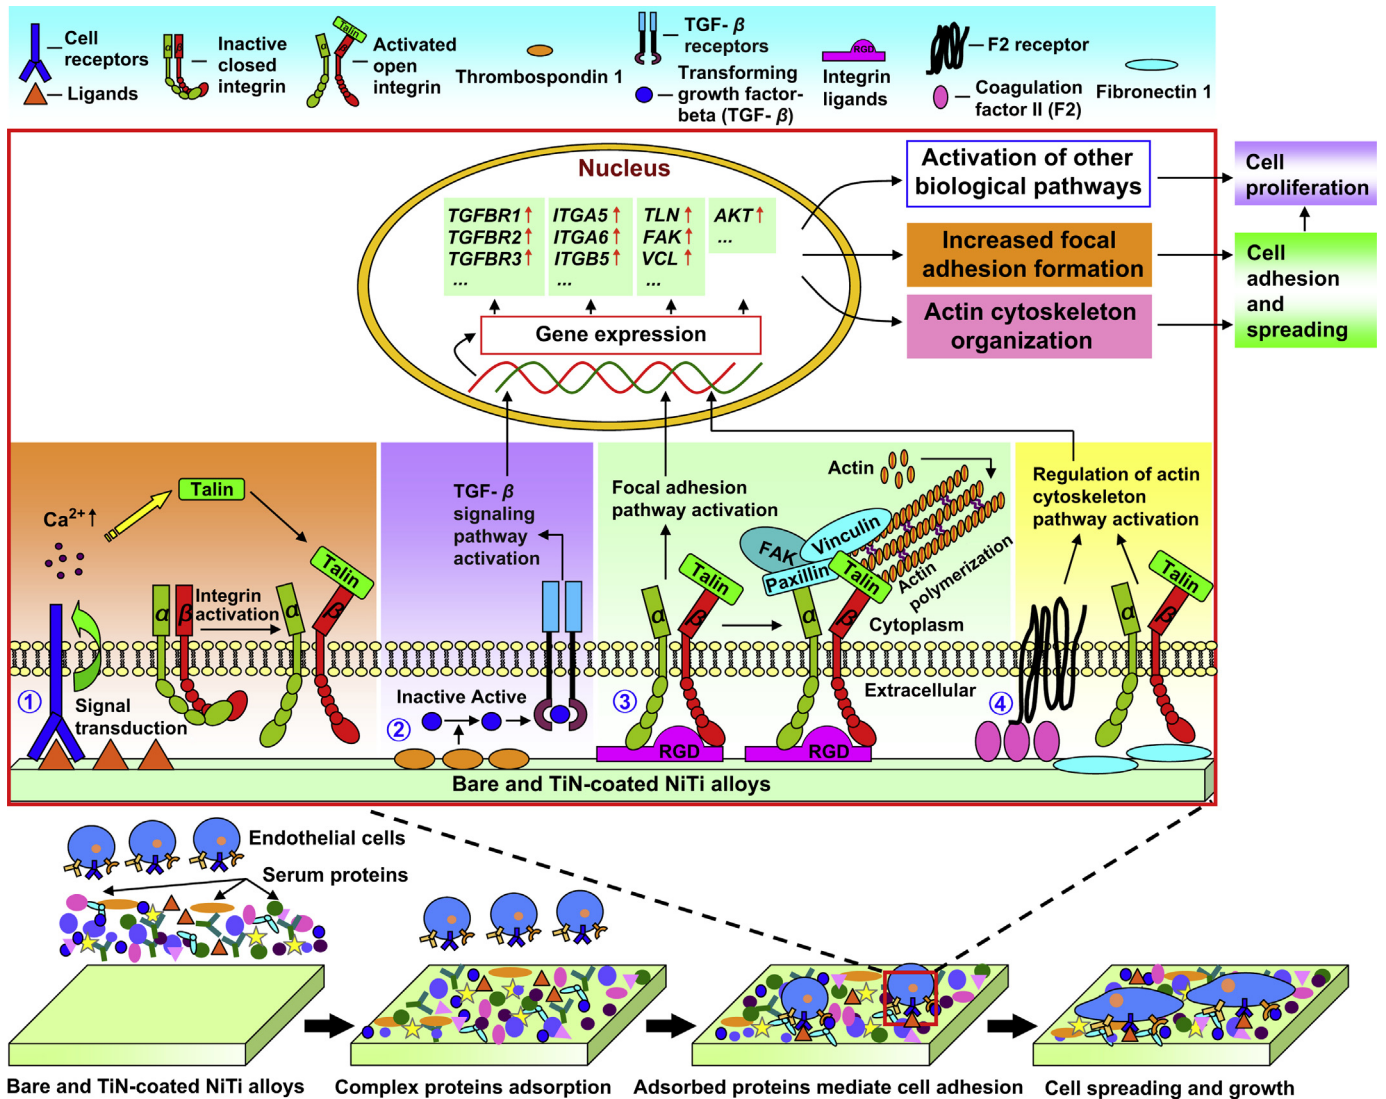 Cell
receptors
Ligands
α β
Inactive
closed
integrin
Talin
α β
Activated
open
integrin
Thrombospondin 1
TGF- β
receptors
Transforming
growth factor-
beta (TGF- β)
RGD
Integrin
ligands
F2 receptor
Coagulation
factor II (F2)
Fibronectin 1
Nucleus
TGFBR1↑
TGFBR2↑
TGFBR3↑
...
ITGA5↑
ITGA6↑
ITGB5↑
...
TLN↑
FAK↑
VCL↑
...
AKT↑
...
Gene expression
Activation of other
biological pathways
Increased focal
adhesion formation
Actin cytoskeleton
organization
Cell
proliferation
Cell
adhesion
and
spreading
Ca2+↑
Talin
Integrin
activation
α β
α
Talin
β
①
Signal
transduction
TGF- β
signaling
pathway
activation
Inactive Active
②
Focal adhesion
pathway activation
Actin
FAK
Vinculin
Paxillin
Talin
Actin
polymerization
Talin
α β
α β
Cytoplasm
Extracellular
③
RGD
RGD
Regulation of actin
cytoskeleton
pathway activation
Talin
α β
④
Bare and TiN-coated NiTi alloys
Endothelial cells
Serum proteins
Bare and TiN-coated NiTi alloys
Complex proteins adsorption
Adsorbed proteins mediate cell adhesion
Cell spreading and growth